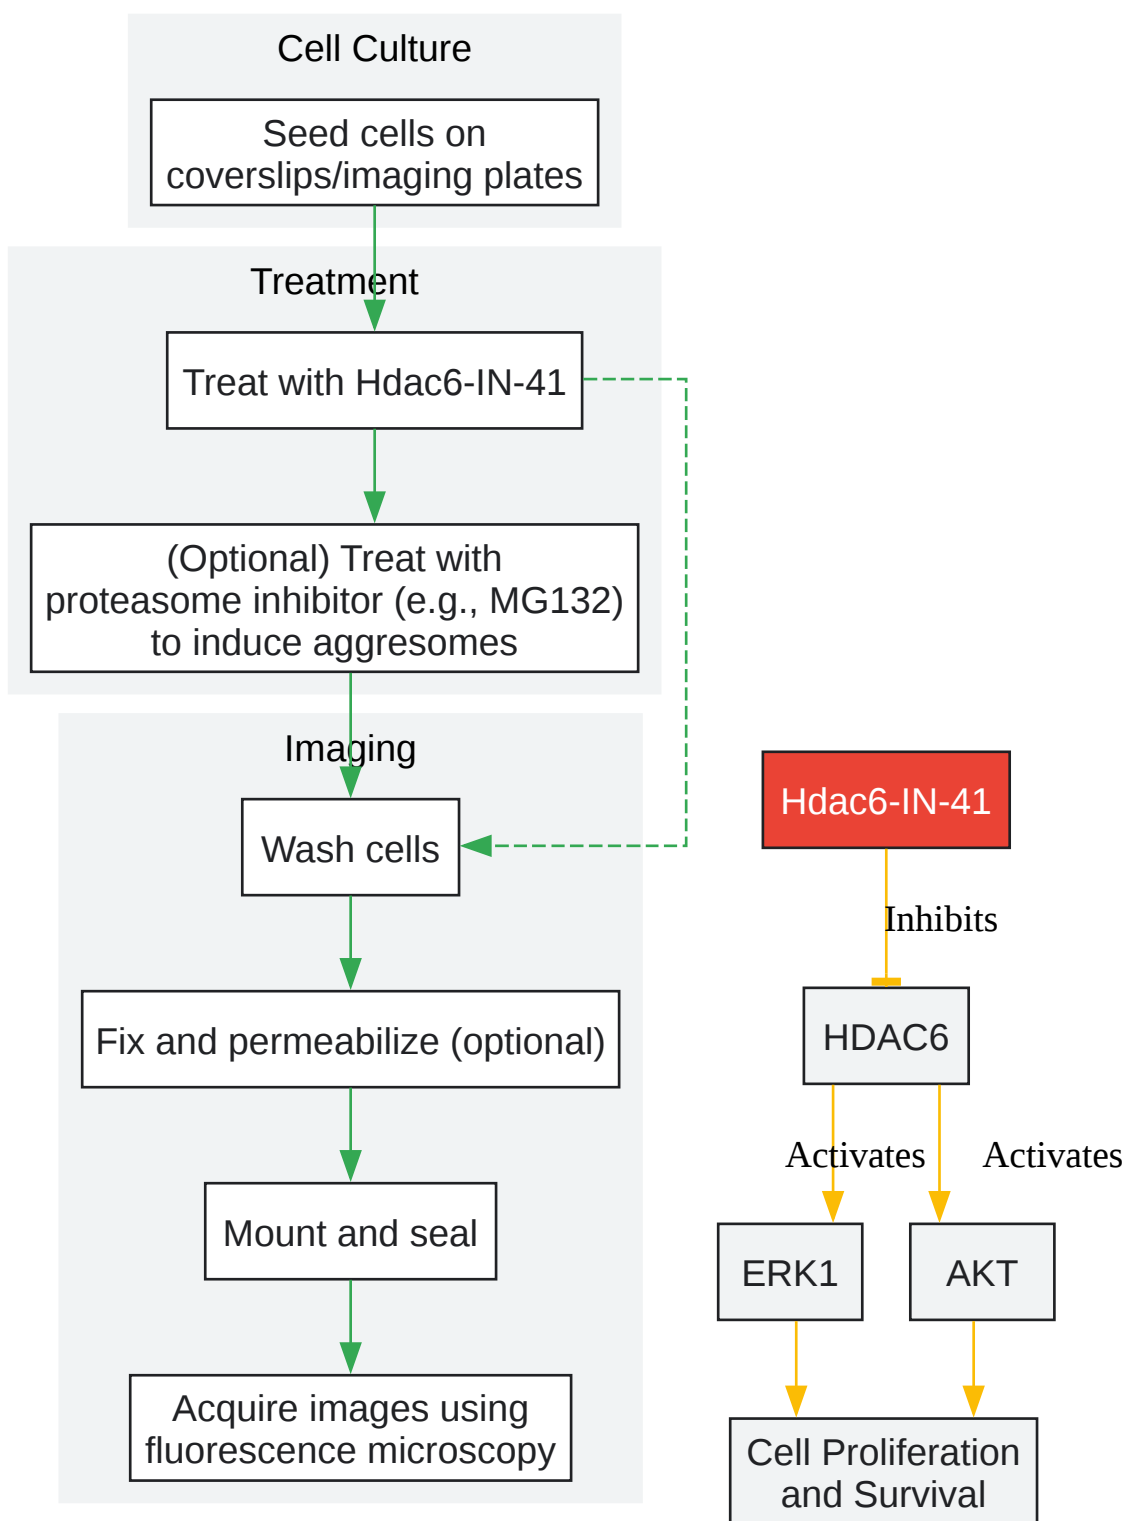 Cell Culture
Seed cells on
coverslips/imaging plates
Treatment
Treat with Hdac6-IN-41
(Optional) Treat with
proteasome inhibitor (e.g., MG132)
to induce aggresomes
Imaging
Wash cells
Fix and permeabilize (optional)
Mount and seal
Acquire images using
fluorescence microscopy
Hdac6-IN-41
Inhibits
HDAC6
Activates
Activates
ERK1
AKT
Cell Proliferation
and Survival